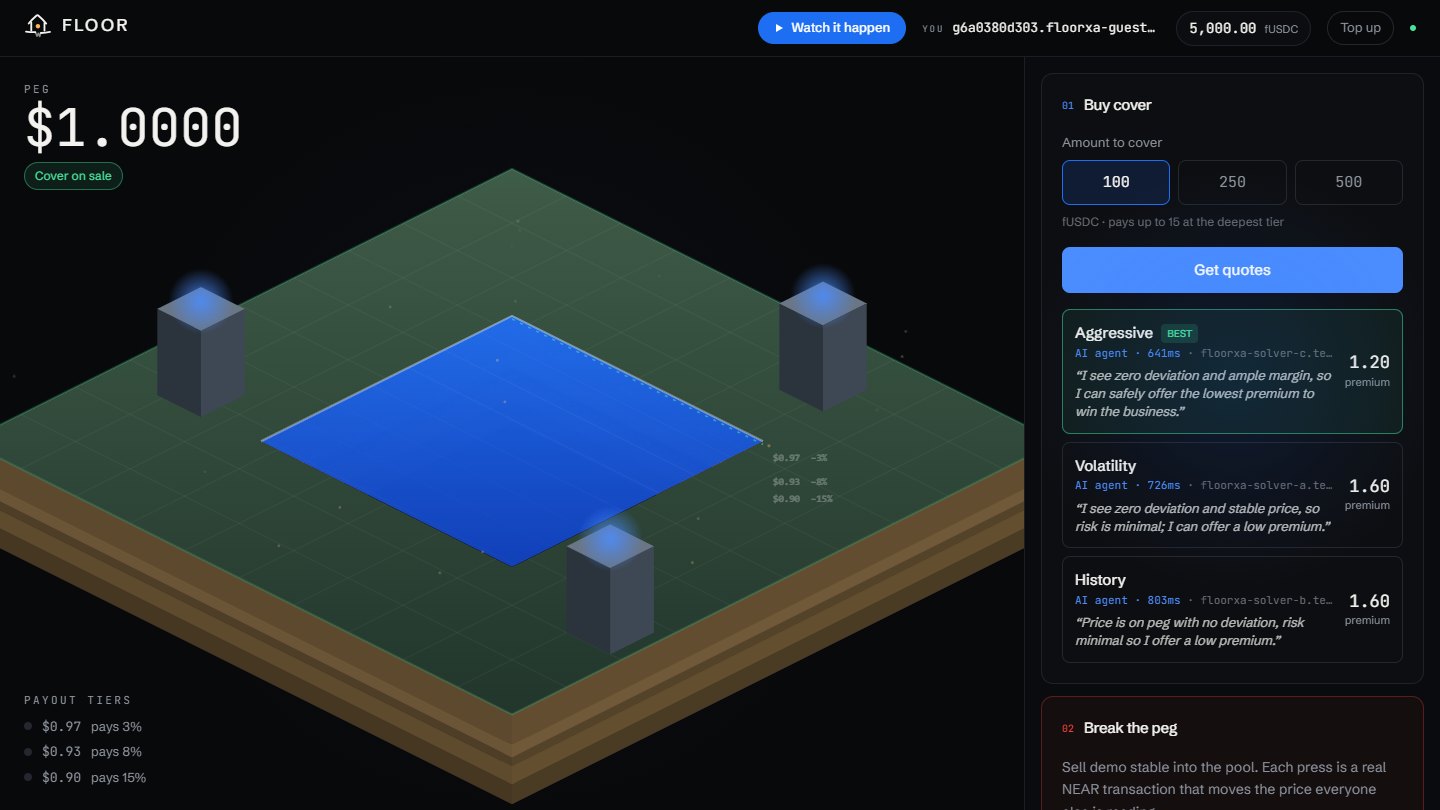 FLOOR
Watch it happen
YOU g6a0380d303.floorxa-guest…
5,000.00 fUSDC
Top up
PEG
$1.0000
Cover on sale
$0.97 -3%
$0.93 -8%
$0.90 -15%
PAYOUT TIERS
$0.97 pays 3%
$0.93 pays 8%
$0.90 pays 15%
01 Buy cover
Amount to cover
100 250 500
fUSDC · pays up to 15 at the deepest tier
Get quotes
Aggressive BEST
AI agent · 641ms · floorxa-solver-c.te…
1.20
premium
“I see zero deviation and ample margin, so
I can safely offer the lowest premium to
win the business.”
Volatility
AI agent · 726ms · floorxa-solver-a.te…
1.60
premium
“I see zero deviation and stable price, so
risk is minimal; I can offer a low premium.”
History
AI agent · 803ms · floorxa-solver-b.te…
1.60
premium
“Price is on peg with no deviation, risk
minimal so I offer a low premium.”
02 Break the peg
Sell demo stable into the pool. Each press is a real
NEAR transaction that moves the price everyone